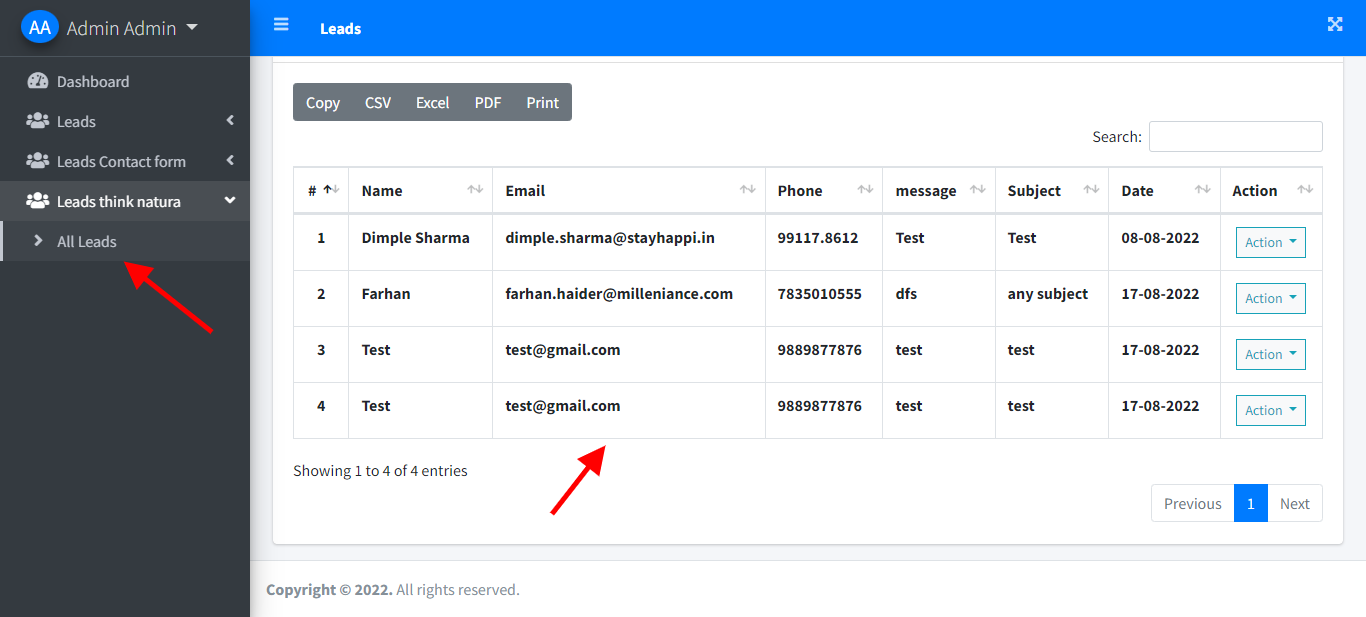 AA Admin Admin
Leads
Dashboard
Leads
Leads Contact form
Leads think natura
All Leads
Copy CSV Excel PDF Print
Search:
# Name Email Phone message Subject Date Action
1 Dimple Sharma dimple.sharma@stayhappi.in 99117.8612 Test Test 08-08-2022 Action
2 Farhan farhan.haider@milleniance.com 7835010555 dfs any subject 17-08-2022 Action
3 Test test@gmail.com 9889877876 test test 17-08-2022 Action
4 Test test@gmail.com 9889877876 test test 17-08-2022 Action
Showing 1 to 4 of 4 entries
Previous 1 Next
Copyright © 2022. All rights reserved.